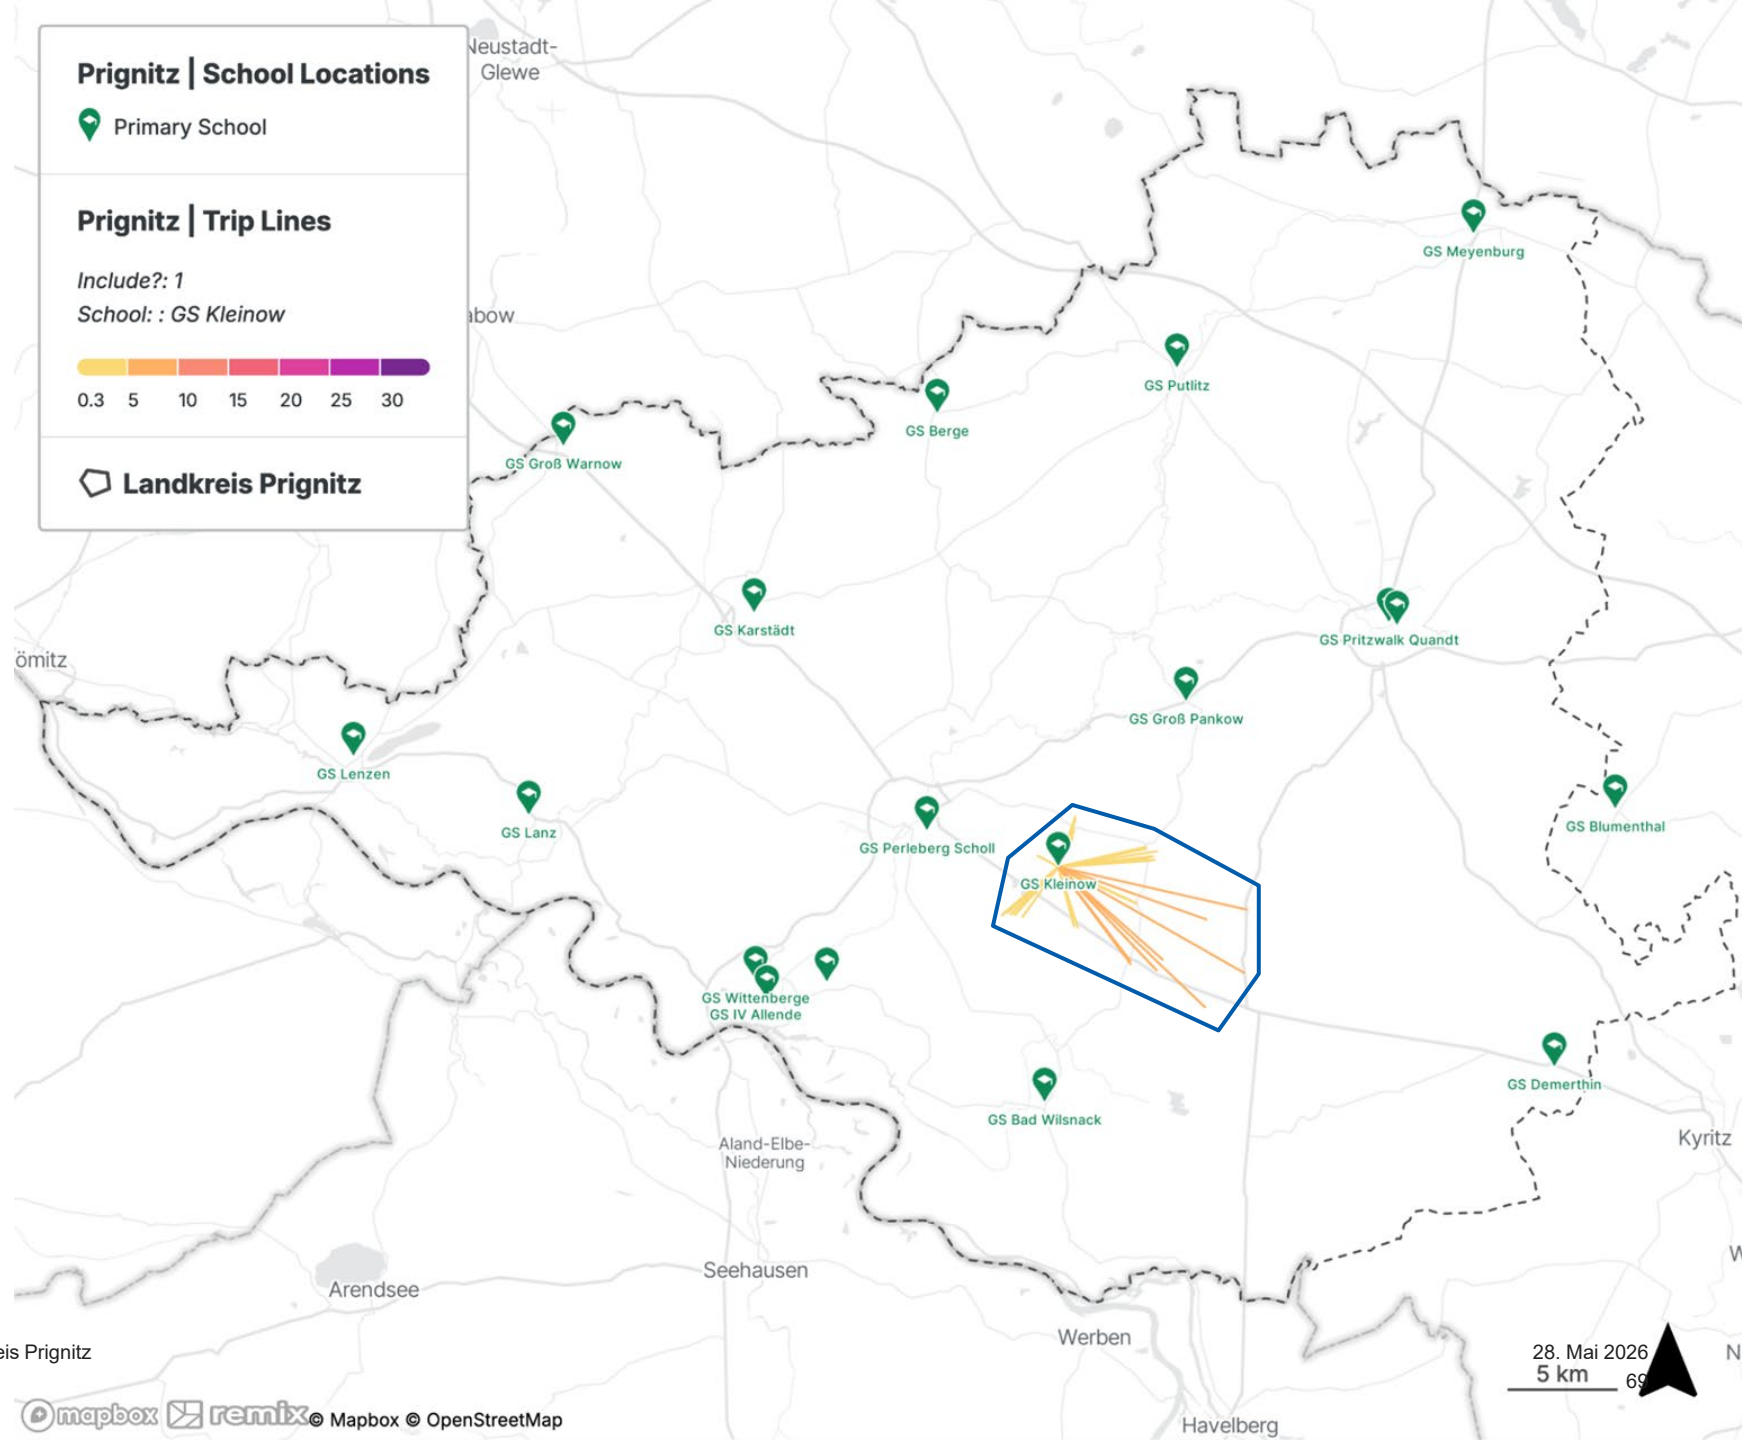 Prignitz | School Locations
Primary School
Prignitz | Trip Lines
Include?: 1
School: : GS Kleinow
0.3 5 10 15 20 25 30
Landkreis Prignitz
Neustadt-
Glewe
abow
GS Meyenburg
GS Putlitz
GS Berge
GS Groß Warnow
GS Karstädt
GS Pritzwalk Quandt
ömitz
GS Groß Pankow
GS Lenzen
GS Lanz
GS Perleberg Scholl
GS Blumenthal
GS Kleinow
GS Wittenberge
GS IV Allende
GS Demerthin
GS Bad Wilsnack
Kyritz
Aland-Elbe-
Niederung
Seehausen
Arendsee
Werben
Havelberg
eis Prignitz
28. Mai 2026
5 km
69
N
mapbox remix © Mapbox © OpenStreetMap